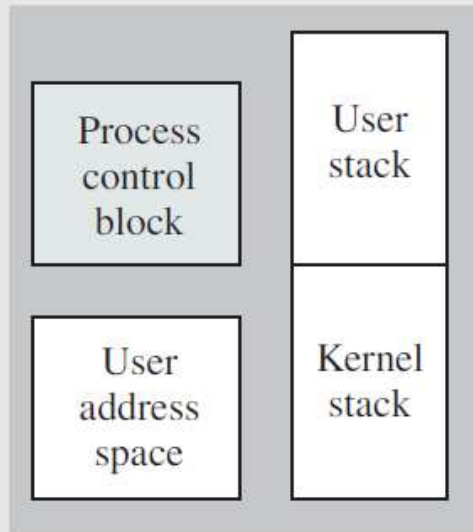 Process
control
block
User
stack
User
address
space
Kernel
stack